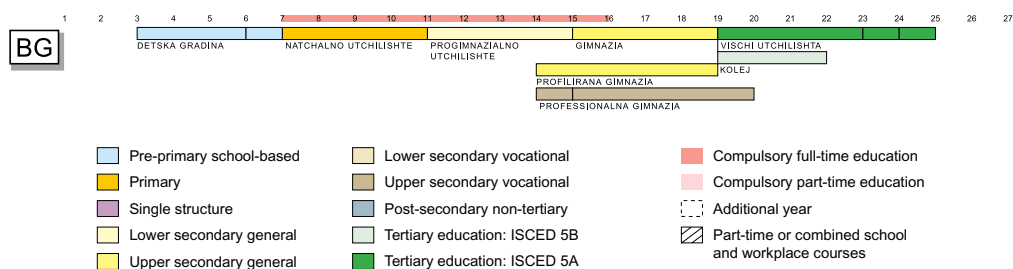 1 2 3 4 5 6 7 8 9 10 11 12 13 14 15 16 17 18 19 20 21 22 23 24 25 26 27
BG
DETSKA GRADINA NATCHALNO UTCHILISHTE PROGIMNAZIALNO UTCHILISHTE GIMNAZIA VISCHI UTCHILISHTA
PROFILIRANA GIMNAZIA KOLEJ
PROFESSIONALNA GIMNAZIA
Pre-primary school-based
Primary
Single structure
Lower secondary general
Upper secondary general
Lower secondary vocational
Upper secondary vocational
Post-secondary non-tertiary
Tertiary education: ISCED 5B
Tertiary education: ISCED 5A
Compulsory full-time education
Compulsory part-time education
Additional year
Part-time or combined school
and workplace courses